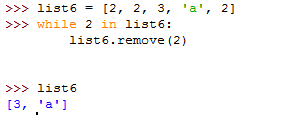 >>> list6 = [2, 2, 3, 'a', 2]
>>> while 2 in list6:
        list6.remove(2)
>>> list6
[3, 'a']